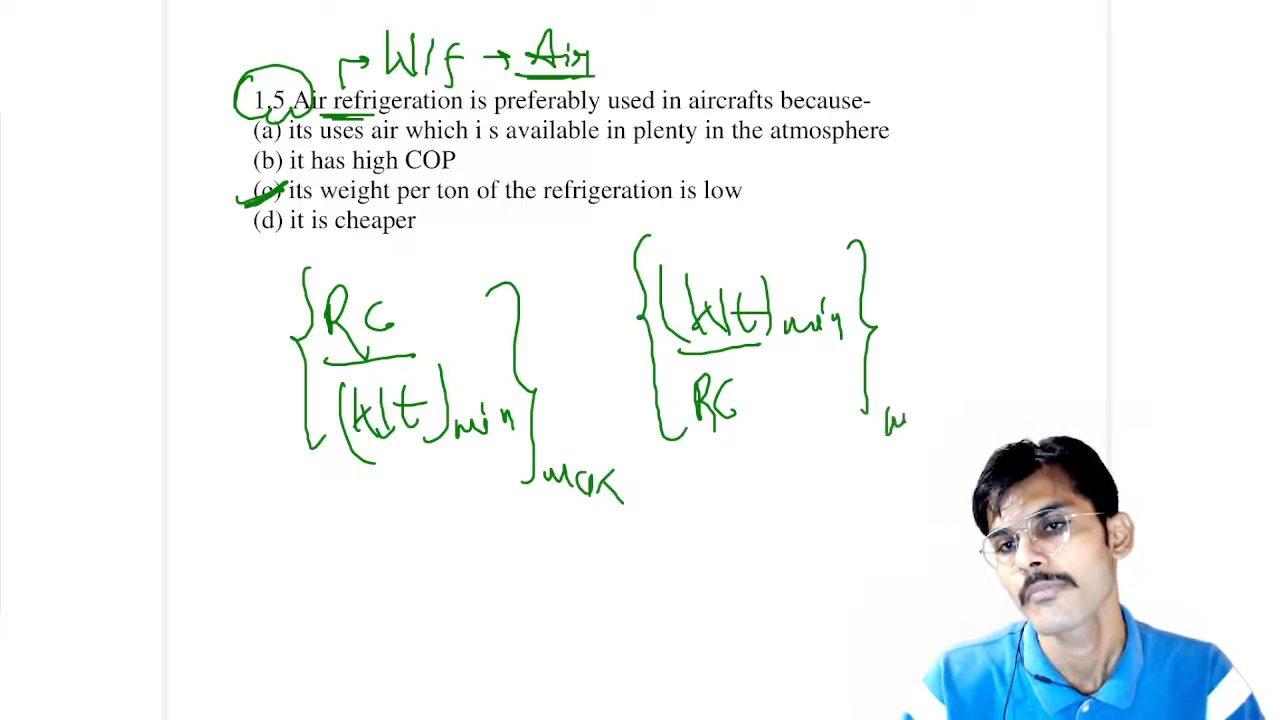 W/f → Air
1.5 Air refrigeration is preferably used in aircrafts because-
(a) its uses air which i s available in plenty in the atmosphere
(b) it has high COP
(c) its weight per ton of the refrigeration is low
(d) it is cheaper
{ RC / (Wt)min } max
{ (Wt)min / RC }